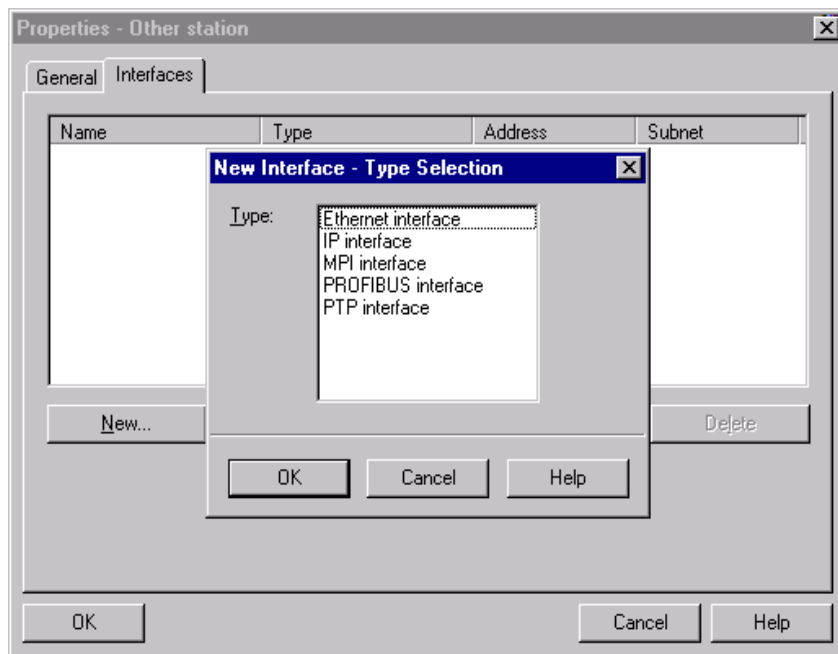 Properties - Other station
General Interfaces
Name Type Address Subnet
New Interface - Type Selection
Type:
Ethernet interface
IP interface
MPI interface
PROFIBUS interface
PTP interface
New... Delete
OK Cancel Help
OK Cancel Help